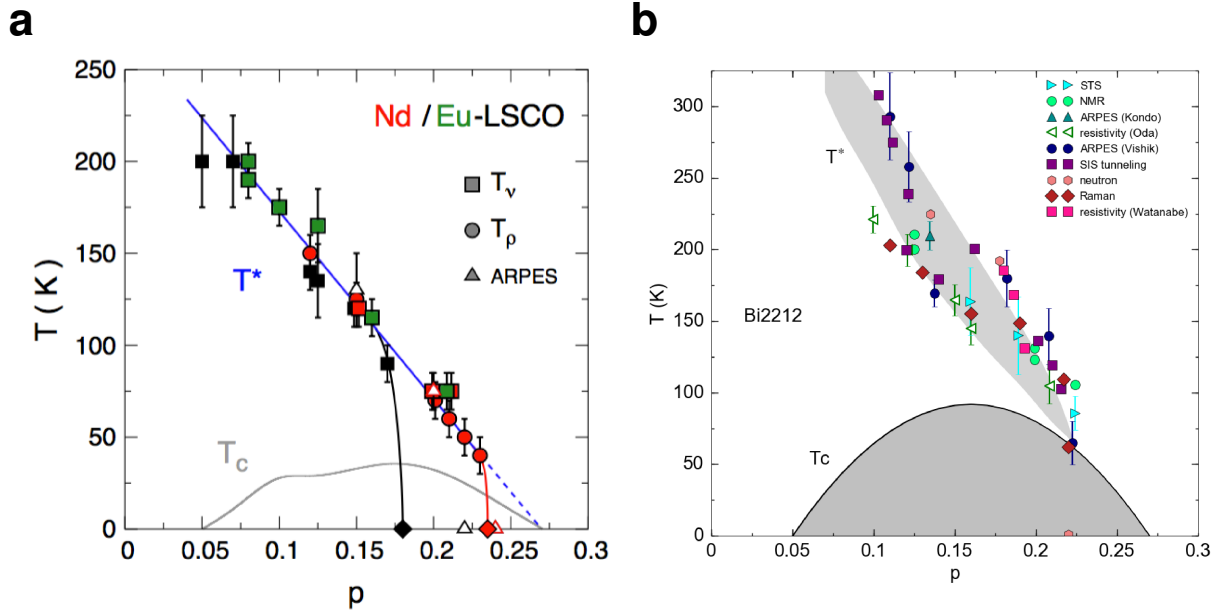 a
250
200
150
100
50
0
T ( K )
0
0.05
0.1
0.15
0.2
0.25
0.3
p
Nd / Eu-LSCO
Tν
Tρ
ARPES
T*
Tc
b
300
250
200
150
100
50
0
T (K)
0
0.05
0.1
0.15
0.2
0.25
0.3
p
STS
NMR
ARPES (Kondo)
resistivity (Oda)
ARPES (Vishik)
SIS tunneling
neutron
Raman
resistivity (Watanabe)
T*
Bi2212
Tc